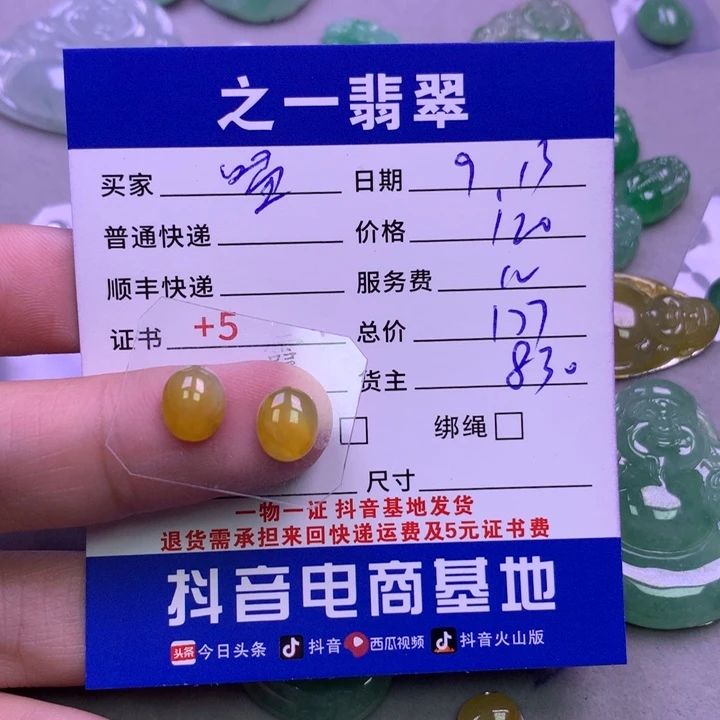 之一翡翠
买家 日期 9.13
普通快递 价格 120
顺丰快递 服务费 12
证书 +5 总价 137
货主 830
绑绳
尺寸
一物一证 抖音基地发货
退货需承担来回快递运费及5元证书费
抖音电商基地
头条 今日头条 抖音 西瓜视频 抖音火山版